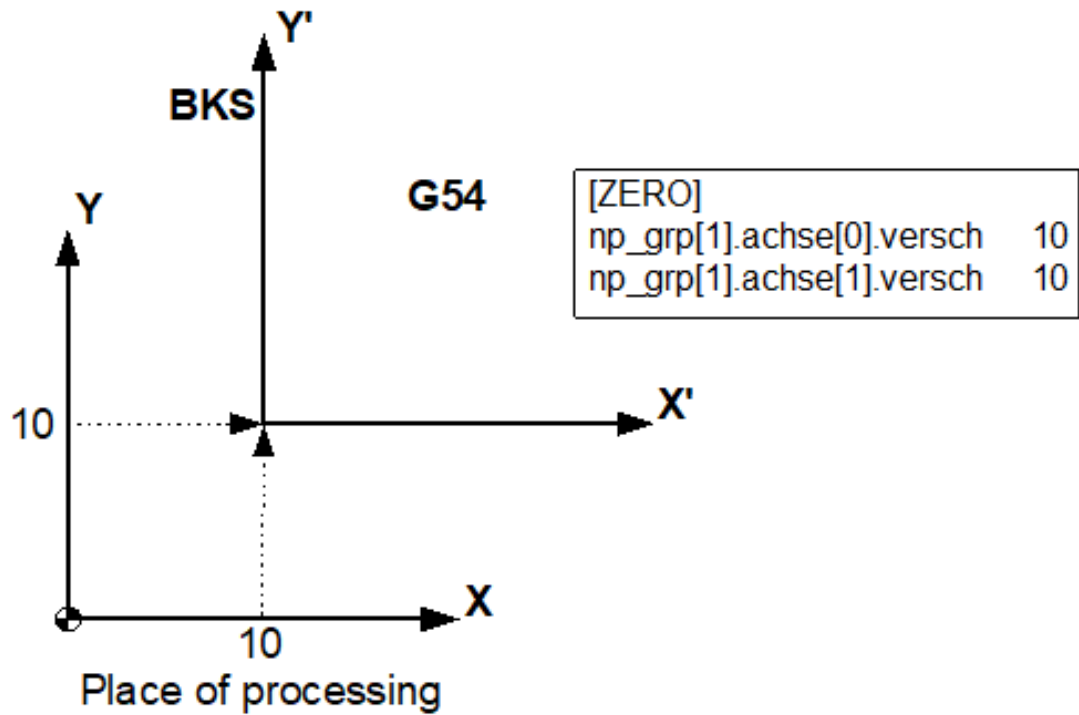 Y'
BKS
G54
Y
[ZERO]
np_grp[1].achse[0].versch 10
np_grp[1].achse[1].versch 10
X'
10
X
10
Place of processing